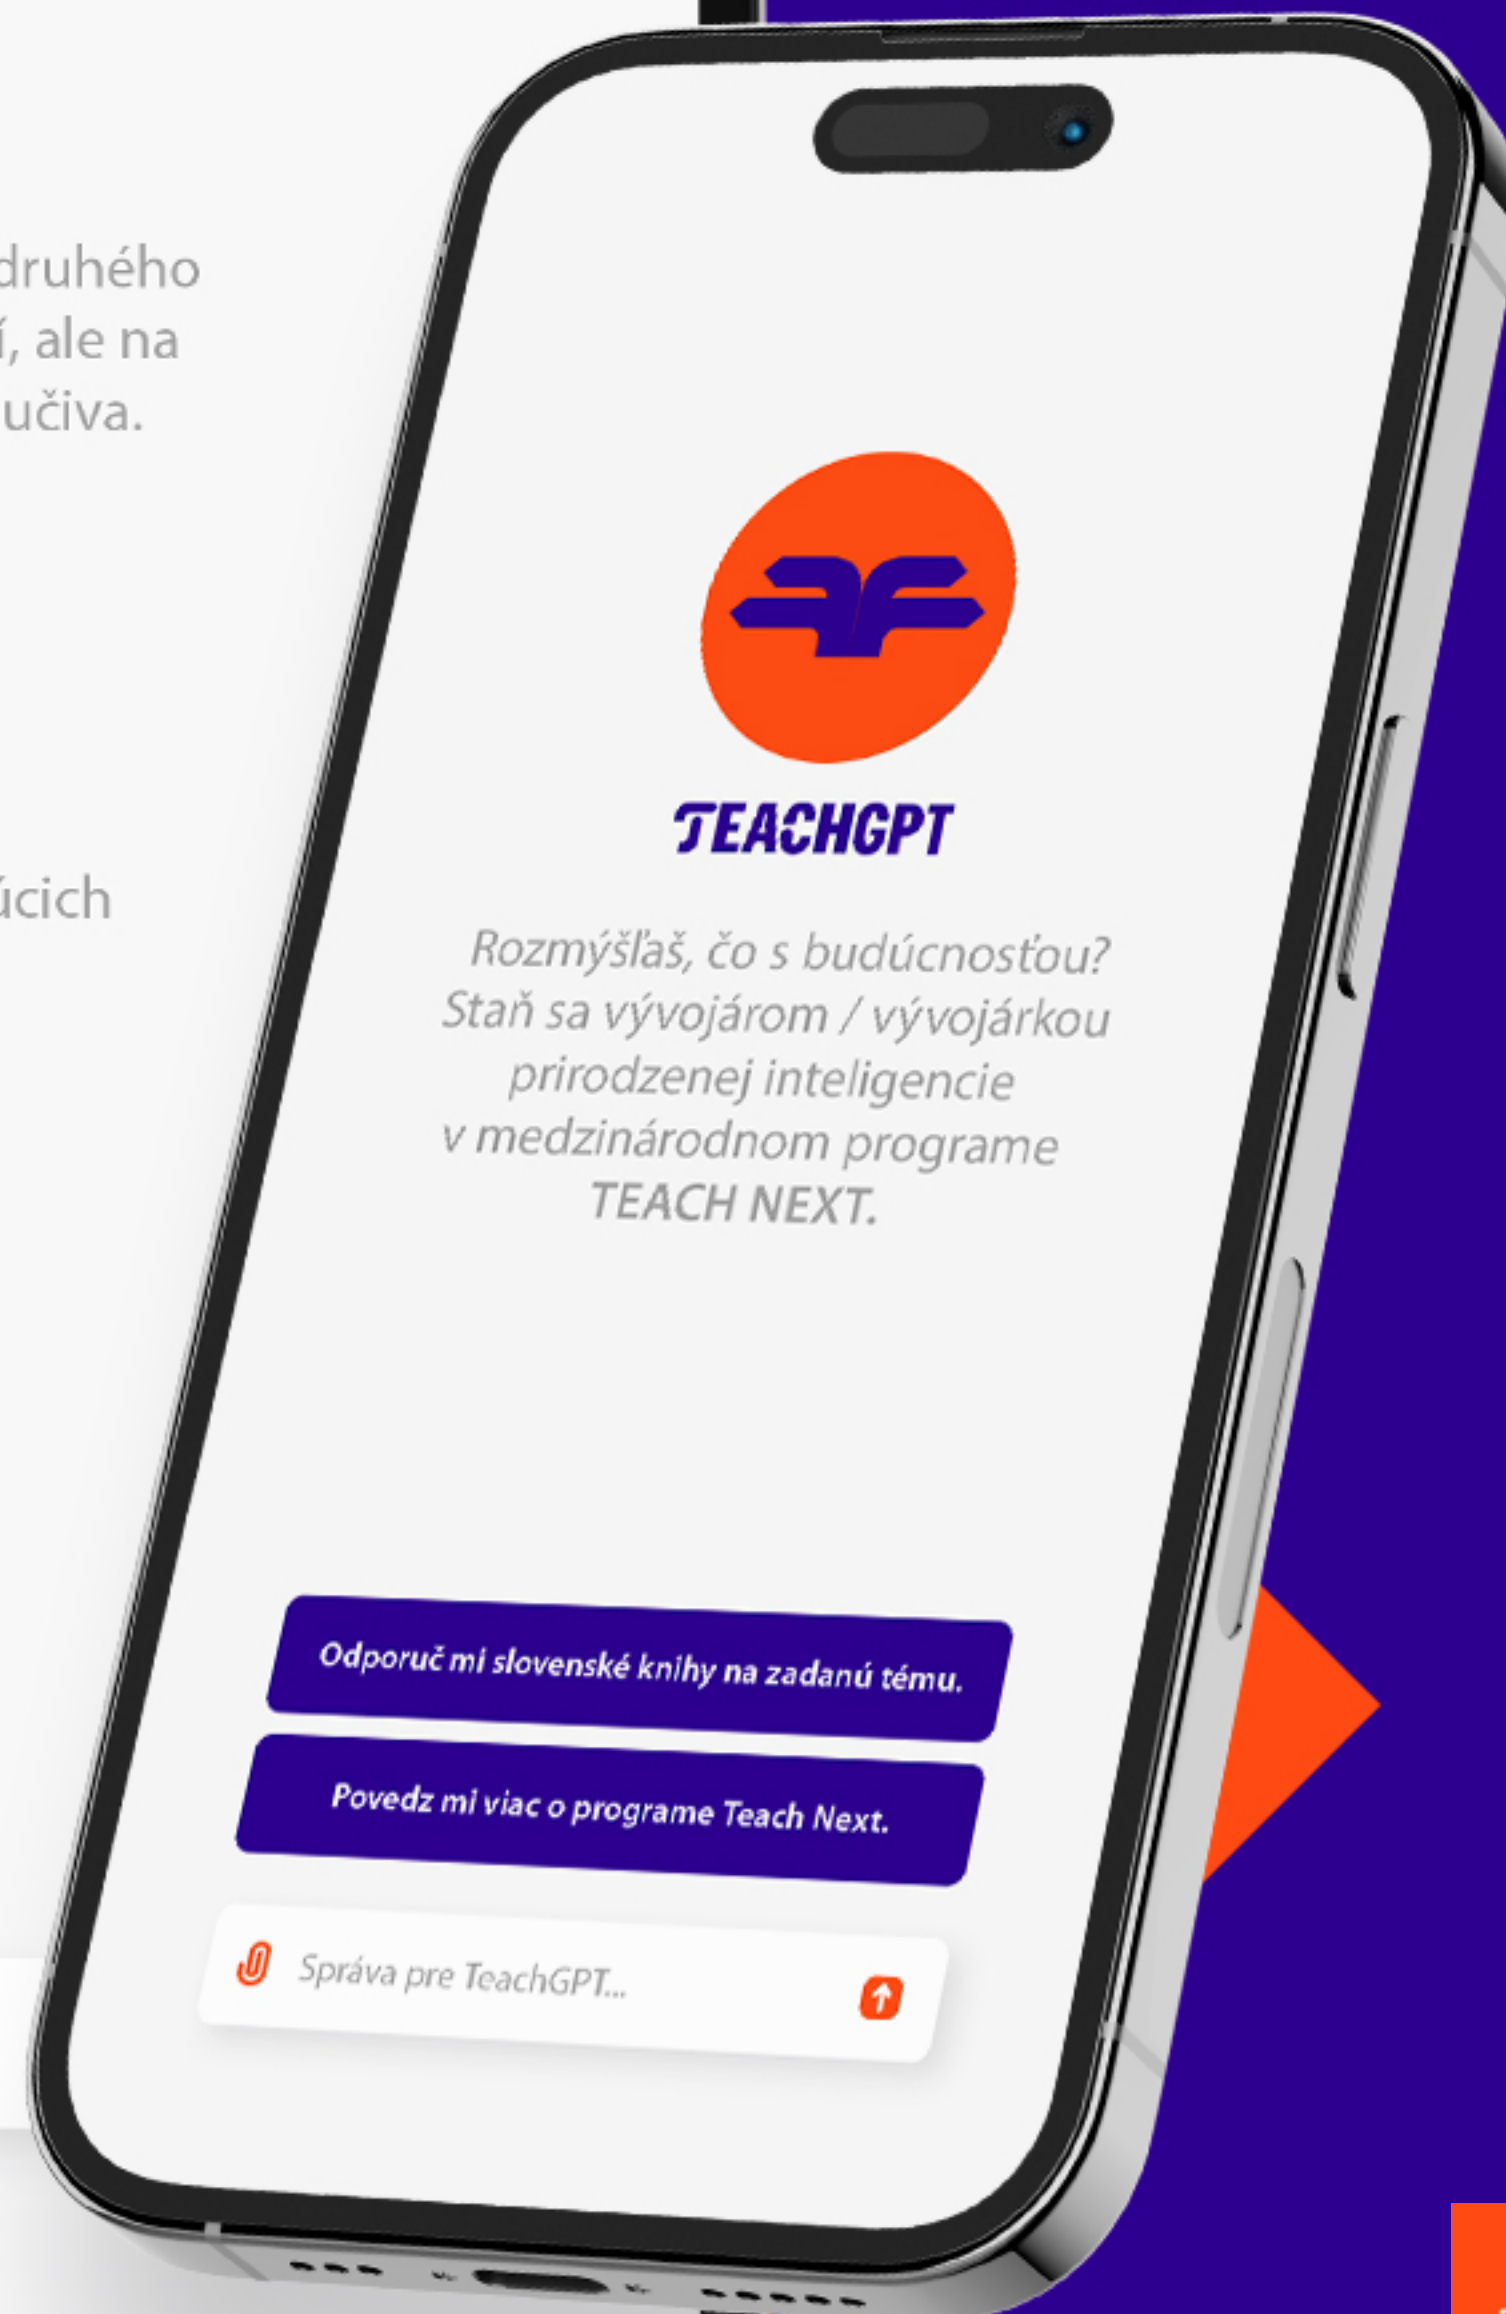 druhého
, ale na
učiva.
TEACHGPT
Rozmýšľaš, čo s budúcnosťou?
Staň sa vývojárom / vývojárkou
prirodzenej inteligencie
v medzinárodnom programe
TEACH NEXT.
úcich
Odporuč mi slovenské knihy na zadanú tému.
Povedz mi viac o programe Teach Next.
Správa pre TeachGPT...